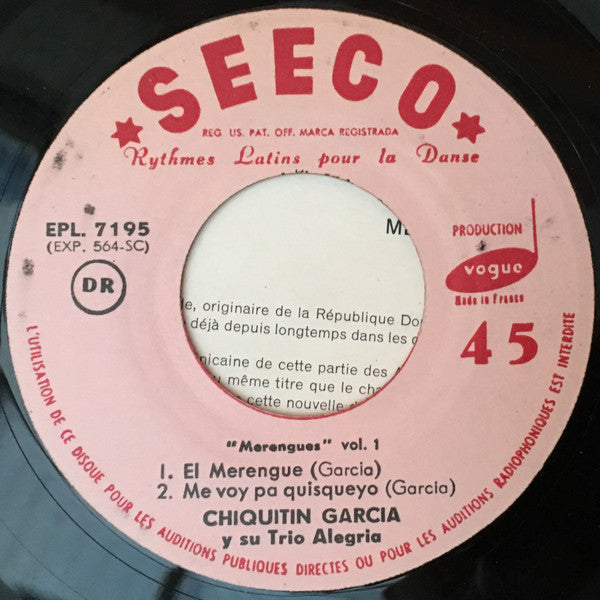 SEECO
REG. US. PAT. OFF. MARCA REGISTRADA
Rythmes Latins pour la Danse
EPL. 7195
(EXP. 564-SC)
DR
PRODUCTION
vogue
Made in France
45
e, originaire de la République Do
déjà depuis longtemps dans les
nicaine de cette partie des
même titre que le cha
cette nouvelle
"Merengues" vol. 1
1. El Merengue (Garcia)
2. Me voy pa quisqueyo (Garcia)
CHIQUITIN GARCIA
y su Trio Alegria
L'UTILISATION DE CE DISQUE POUR LES AUDITIONS PUBLIQUES DIRECTES OU POUR LES AUDITIONS RADIOPHONIQUES EST INTERDITE